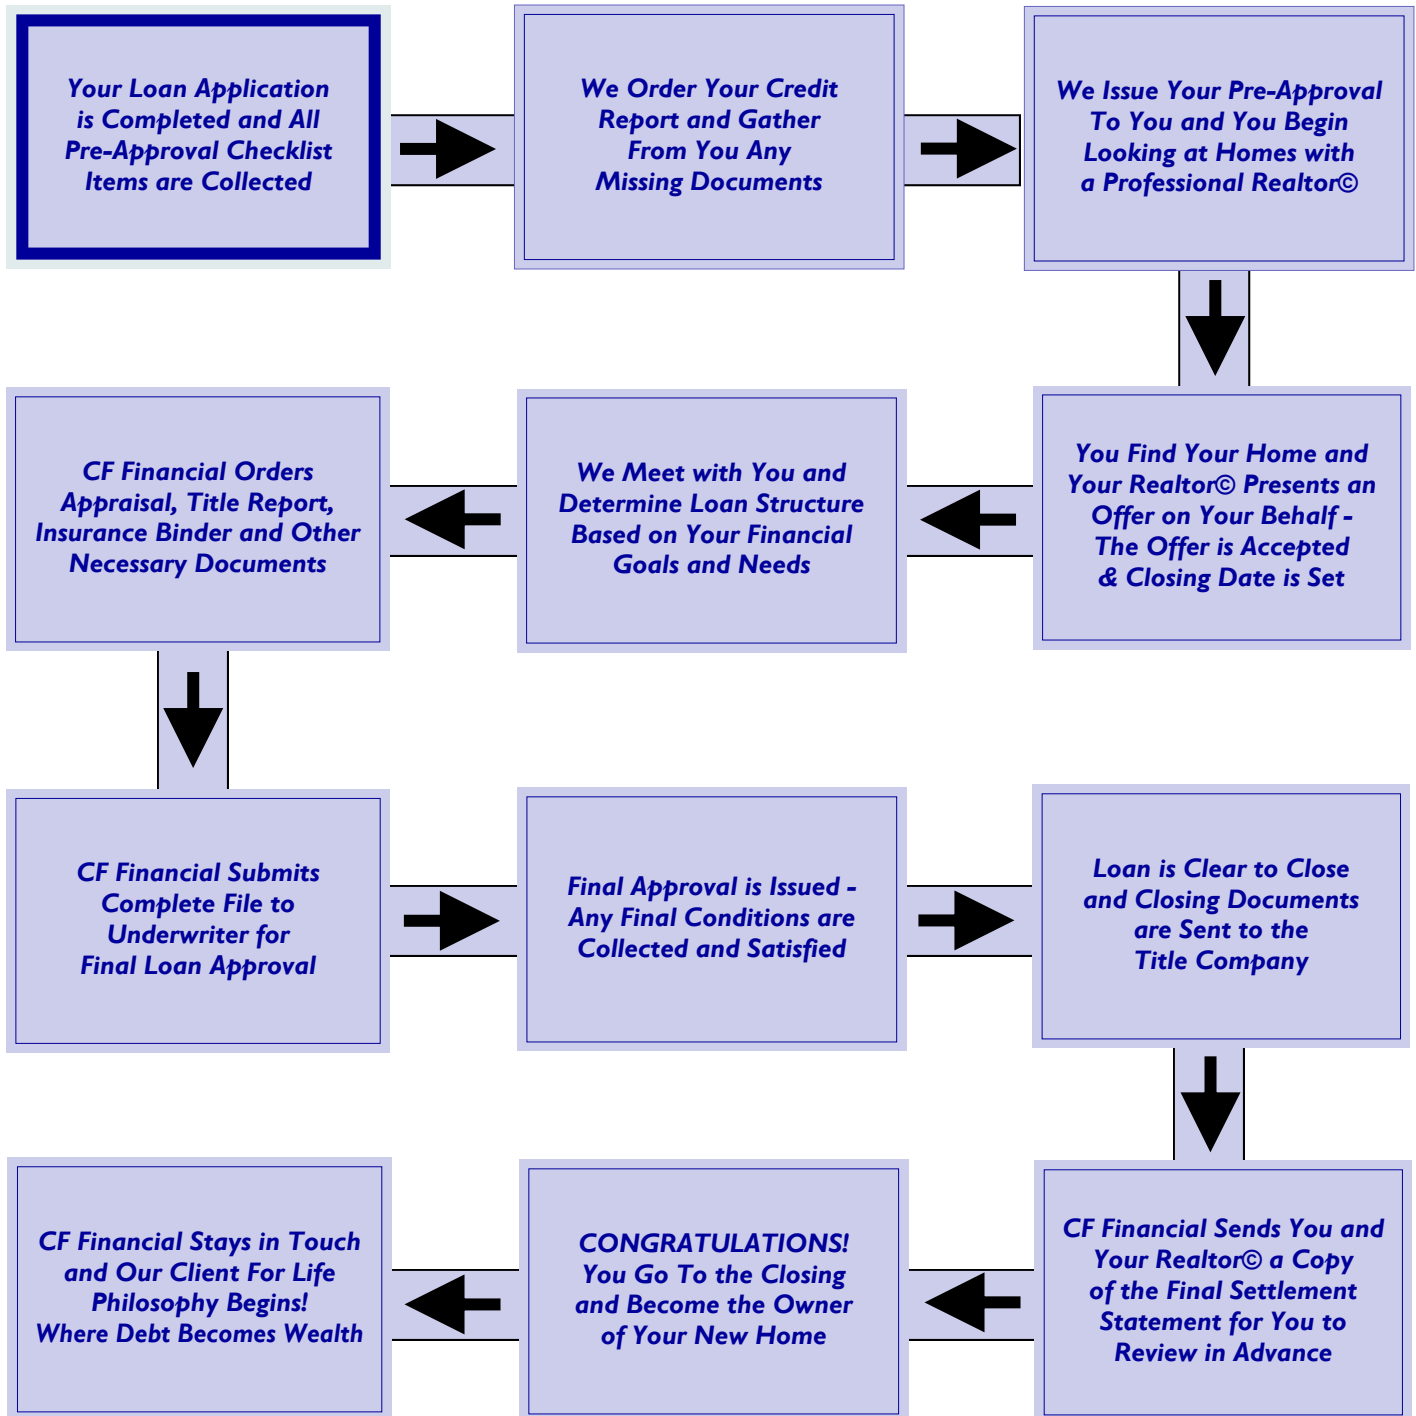 Your Loan Application
is Completed and All
Pre-Approval Checklist
Items are Collected
We Order Your Credit
Report and Gather
From You Any
Missing Documents
We Issue Your Pre-Approval
To You and You Begin
Looking at Homes with
a Professional Realtor©
You Find Your Home and
Your Realtor© Presents an
Offer on Your Behalf -
The Offer is Accepted
& Closing Date is Set
We Meet with You and
Determine Loan Structure
Based on Your Financial
Goals and Needs
CF Financial Orders
Appraisal, Title Report,
Insurance Binder and Other
Necessary Documents
CF Financial Submits
Complete File to
Underwriter for
Final Loan Approval
Final Approval is Issued -
Any Final Conditions are
Collected and Satisfied
Loan is Clear to Close
and Closing Documents
are Sent to the
Title Company
CF Financial Sends You and
Your Realtor© a Copy
of the Final Settlement
Statement for You to
Review in Advance
CONGRATULATIONS!
You Go To the Closing
and Become the Owner
of Your New Home
CF Financial Stays in Touch
and Our Client For Life
Philosophy Begins!
Where Debt Becomes Wealth